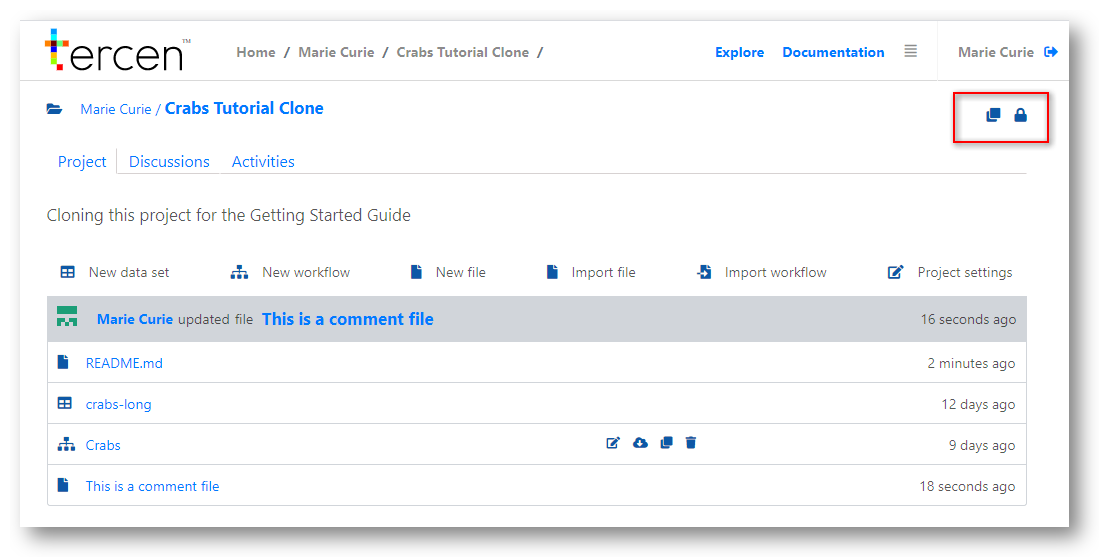 tercen™
Home / Marie Curie / Crabs Tutorial Clone /
Explore Documentation Marie Curie
Marie Curie / Crabs Tutorial Clone
Project Discussions Activities
Cloning this project for the Getting Started Guide
New data set New workflow New file Import file Import workflow Project settings
Marie Curie updated file This is a comment file 16 seconds ago
README.md 2 minutes ago
crabs-long 12 days ago
Crabs 9 days ago
This is a comment file 18 seconds ago